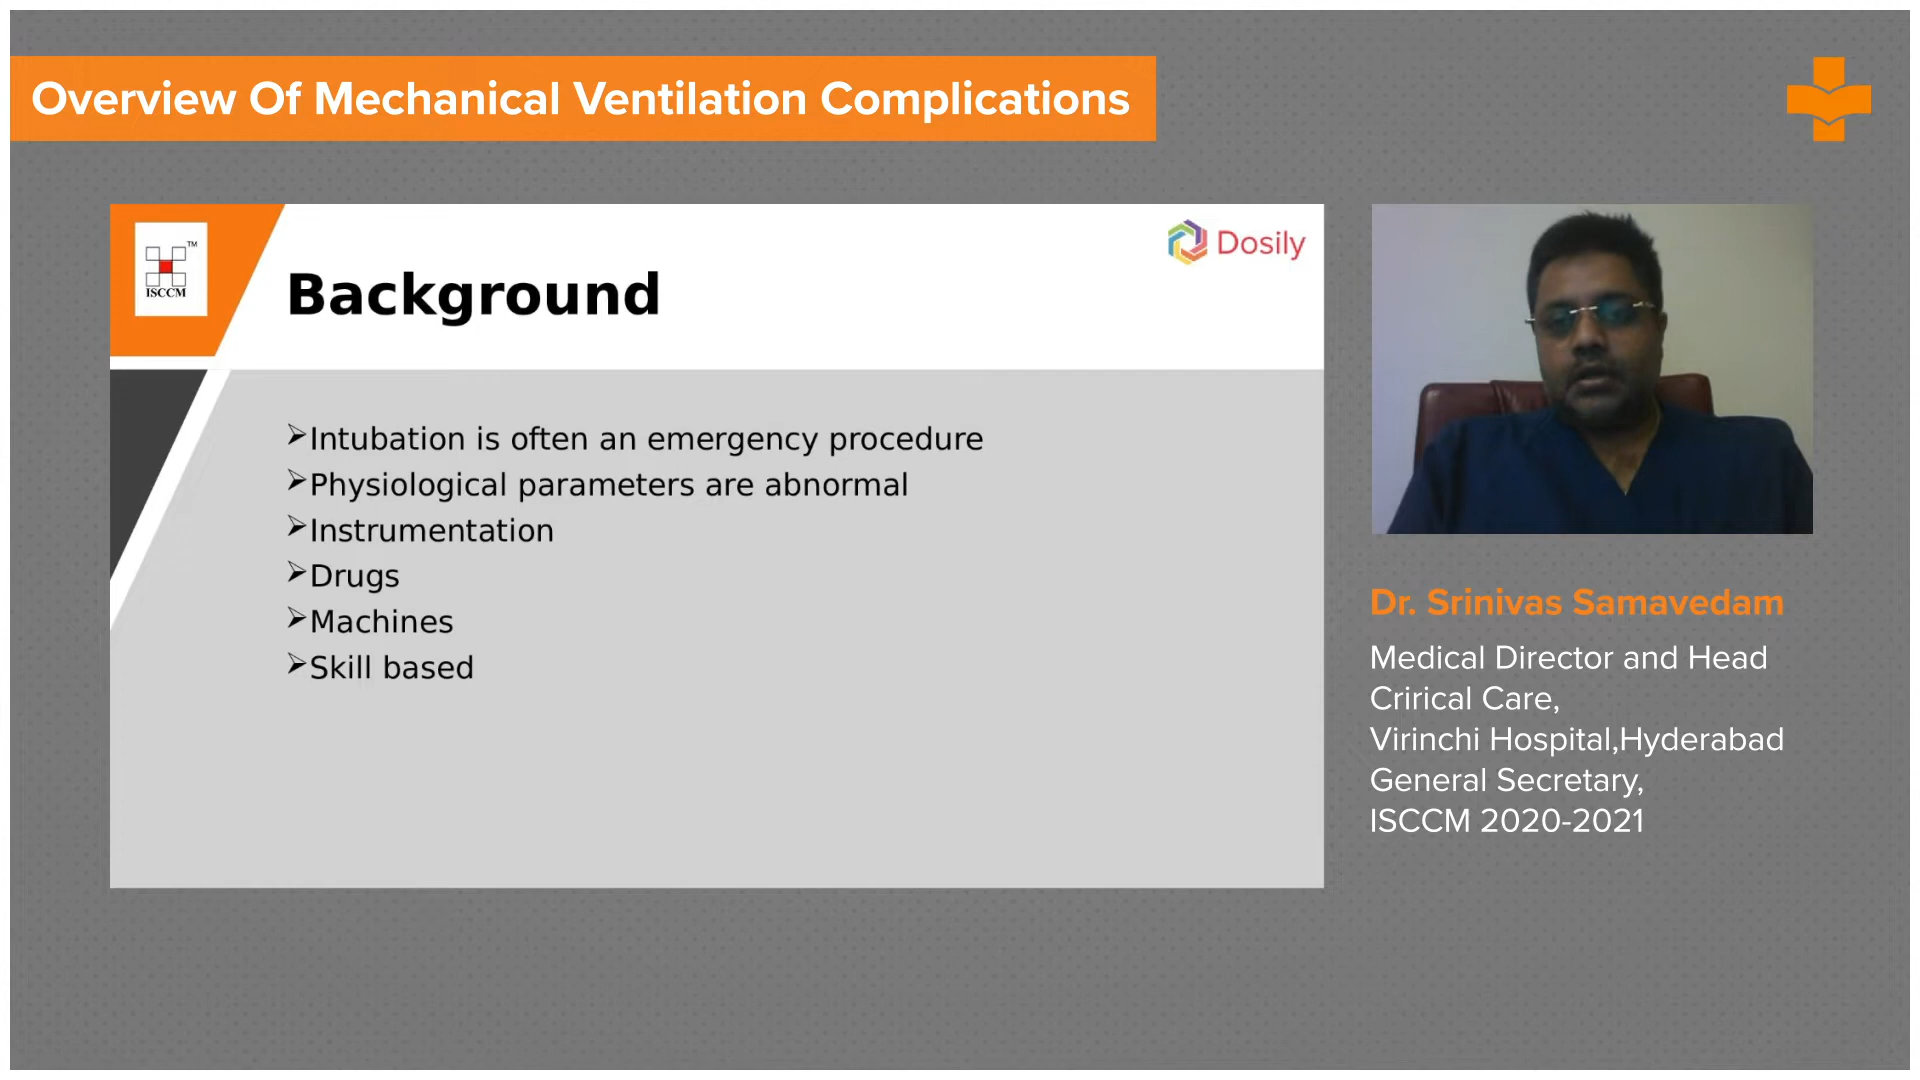 Overview Of Mechanical Ventilation Complications
TM
ISCCM
Dosily
Background
➢Intubation is often an emergency procedure
➢Physiological parameters are abnormal
➢Instrumentation
➢Drugs
➢Machines
➢Skill based
Dr. Srinivas Samavedam
Medical Director and Head
Crirical Care,
Virinchi Hospital,Hyderabad
General Secretary,
ISCCM 2020-2021